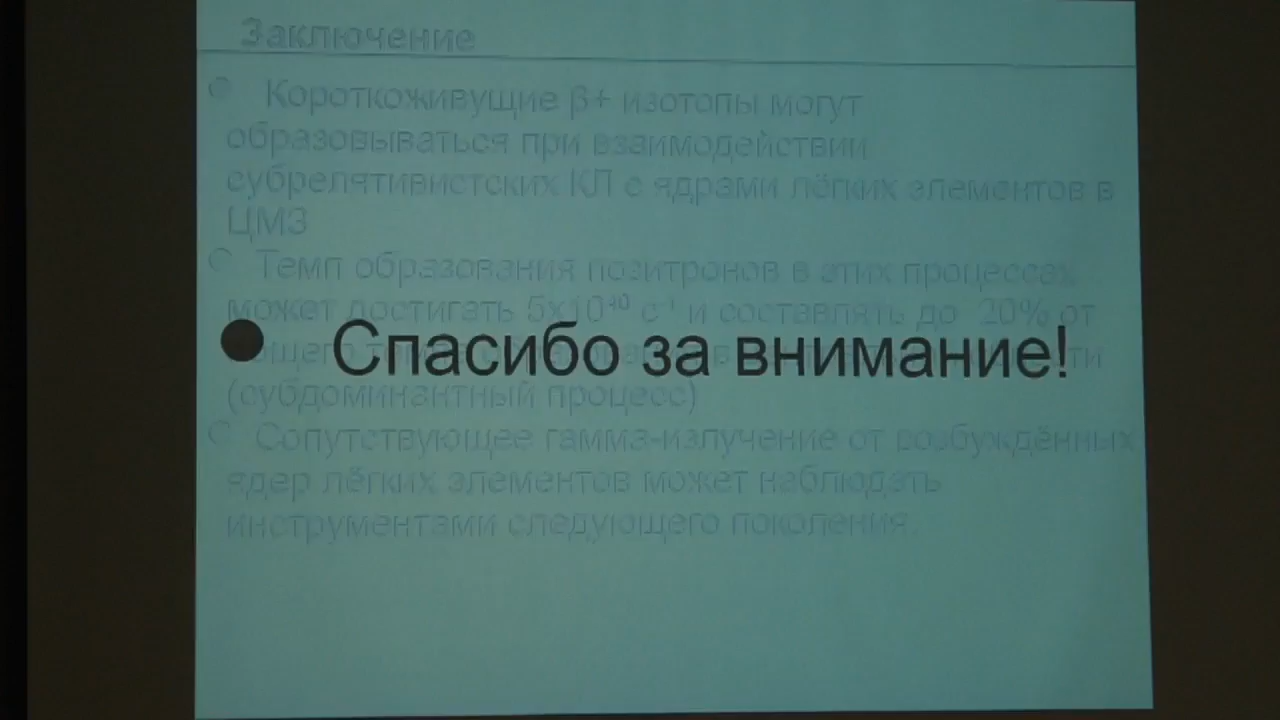 Заключение
Короткоживущие β+ изотопы могут
образовываться при взаимодействии
субрелятивистских КЛ с ядрами лёгких элементов в
ЦМЗ
Темп образования позитронов в этих процессах
может достигать 5х10⁴⁰ с⁻¹ и составлять до 20% от
Спасибо за внимание!
(субдоминантный процесс)
Сопутствующее гамма-излучение от возбуждённых
ядер лёгких элементов может наблюдать
инструментами следующего поколения.